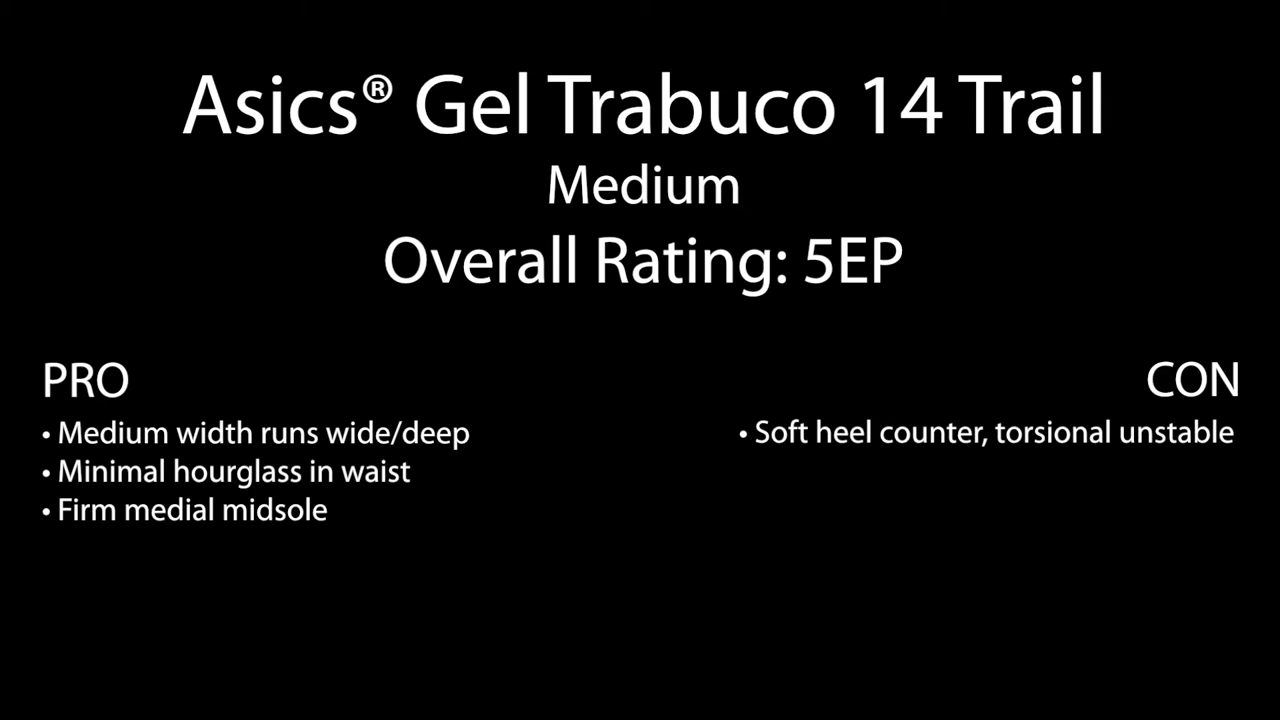 Asics® Gel Trabuco 14 Trail
Medium
Overall Rating: 5EP
PRO
• Medium width runs wide/deep
• Minimal hourglass in waist
• Firm medial midsole
CON
• Soft heel counter, torsional unstable